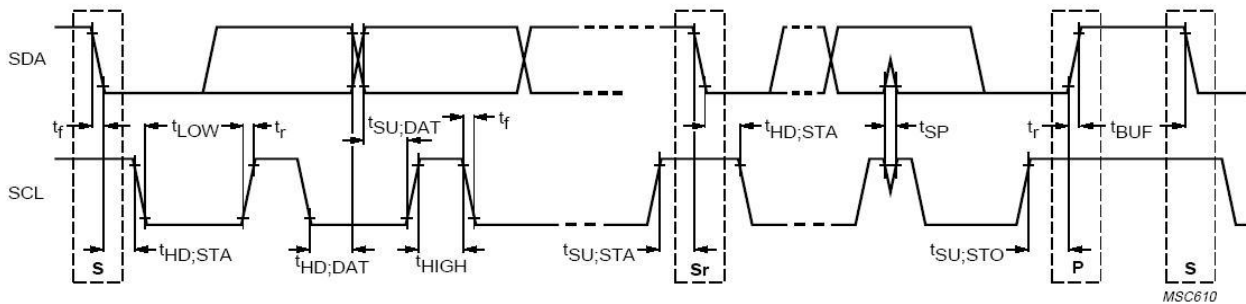 SDA
t_f t_LOW t_r t_SU;DAT t_f t_HD;STA t_SP t_r t_BUF
SCL
t_HD;STA t_HD;DAT t_HIGH t_SU;STA t_SU;STO
S Sr P S
MSC610